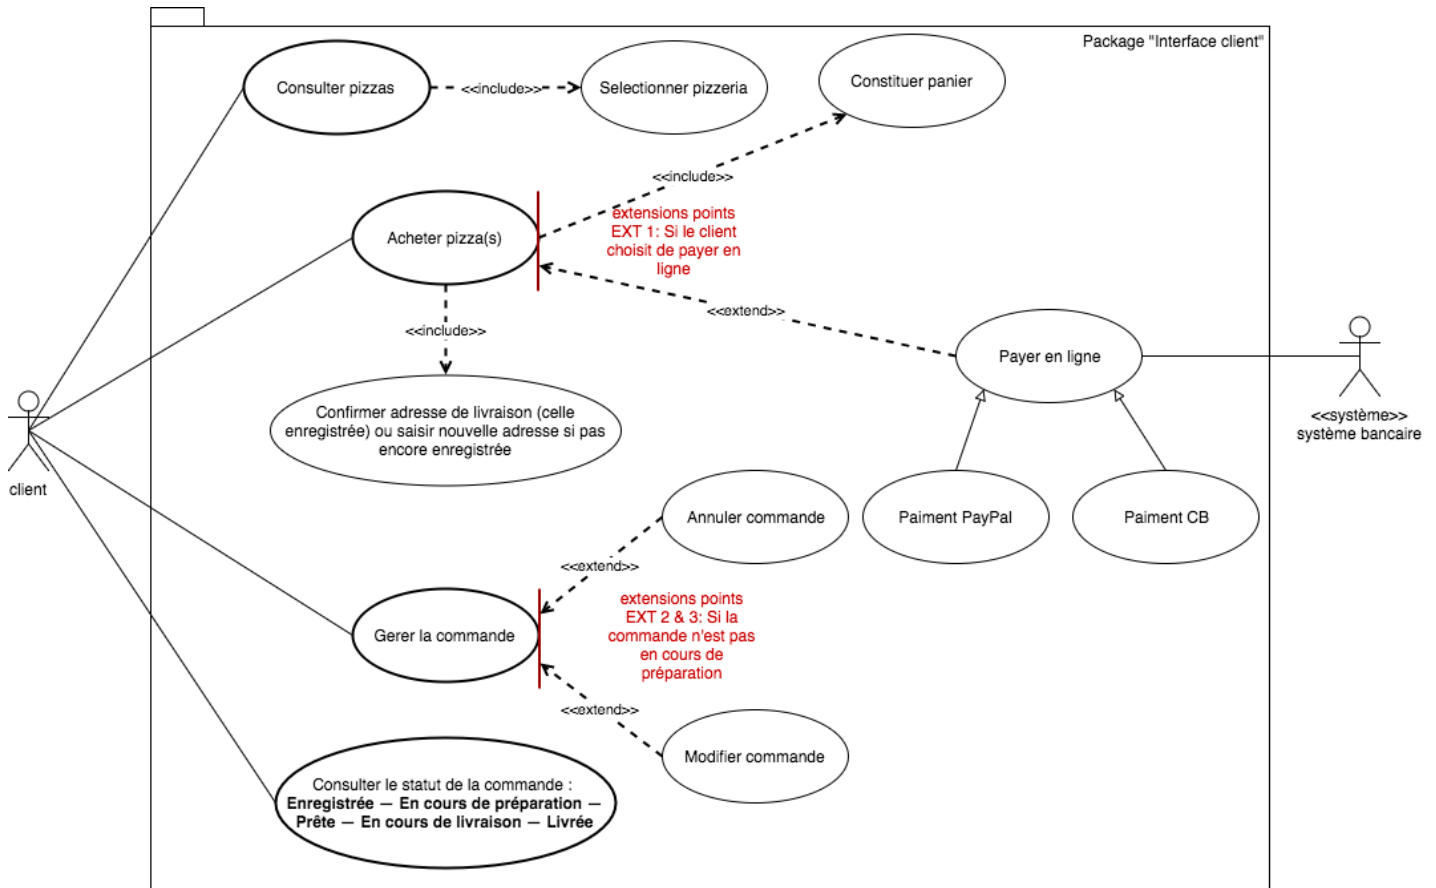 Package "Interface client"
Consulter pizzas
<<include>>
Selectionner pizzeria
Constituer panier
<<include>>
Acheter pizza(s)
extensions points
EXT 1: Si le client
choisit de payer en
ligne
<<extend>>
<<include>>
Payer en ligne
<<système>>
système bancaire
Confirmer adresse de livraison (celle
enregistrée) ou saisir nouvelle adresse si pas
encore enregistrée
client
Annuler commande
Paiment PayPal
Paiment CB
<<extend>>
extensions points
EXT 2 & 3: Si la
commande n'est pas
en cours de
préparation
Gerer la commande
<<extend>>
Modifier commande
Consulter le statut de la commande :
Enregistrée — En cours de préparation —
Prête — En cours de livraison — Livrée